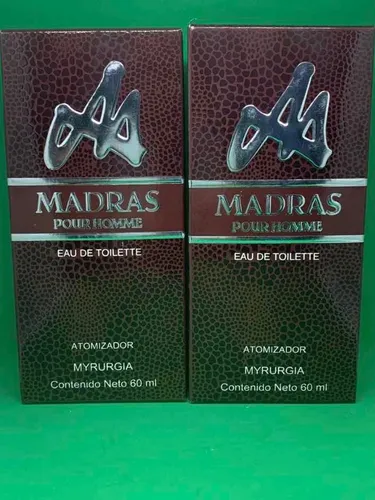 MADRAS
POUR HOMME
EAU DE TOILETTE
ATOMIZADOR
MYRURGIA
Contenido Neto 60 ml
MADRAS
POUR HOMME
EAU DE TOILETTE
ATOMIZADOR
MYRURGIA
Contenido Neto 60 ml